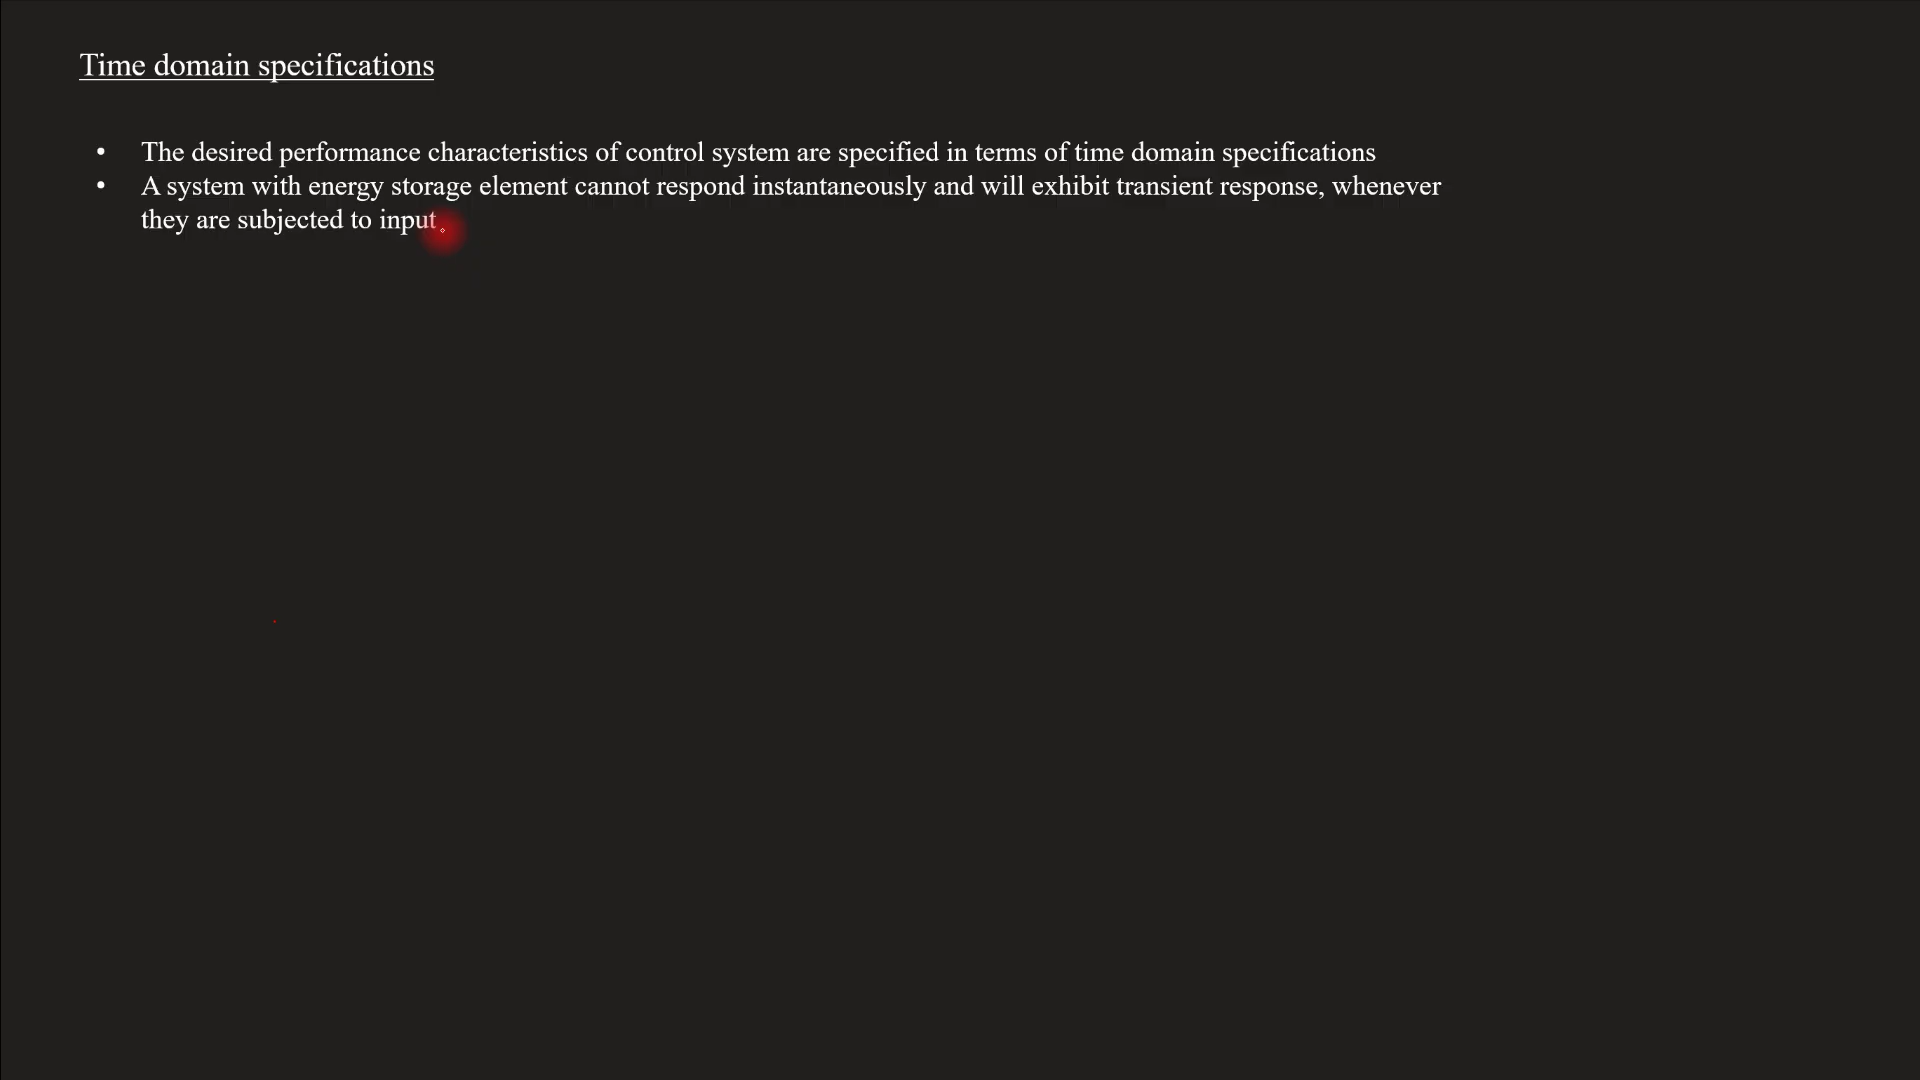 Time domain specifications
• The desired performance characteristics of control system are specified in terms of time domain specifications
• A system with energy storage element cannot respond instantaneously and will exhibit transient response, whenever
they are subjected to input